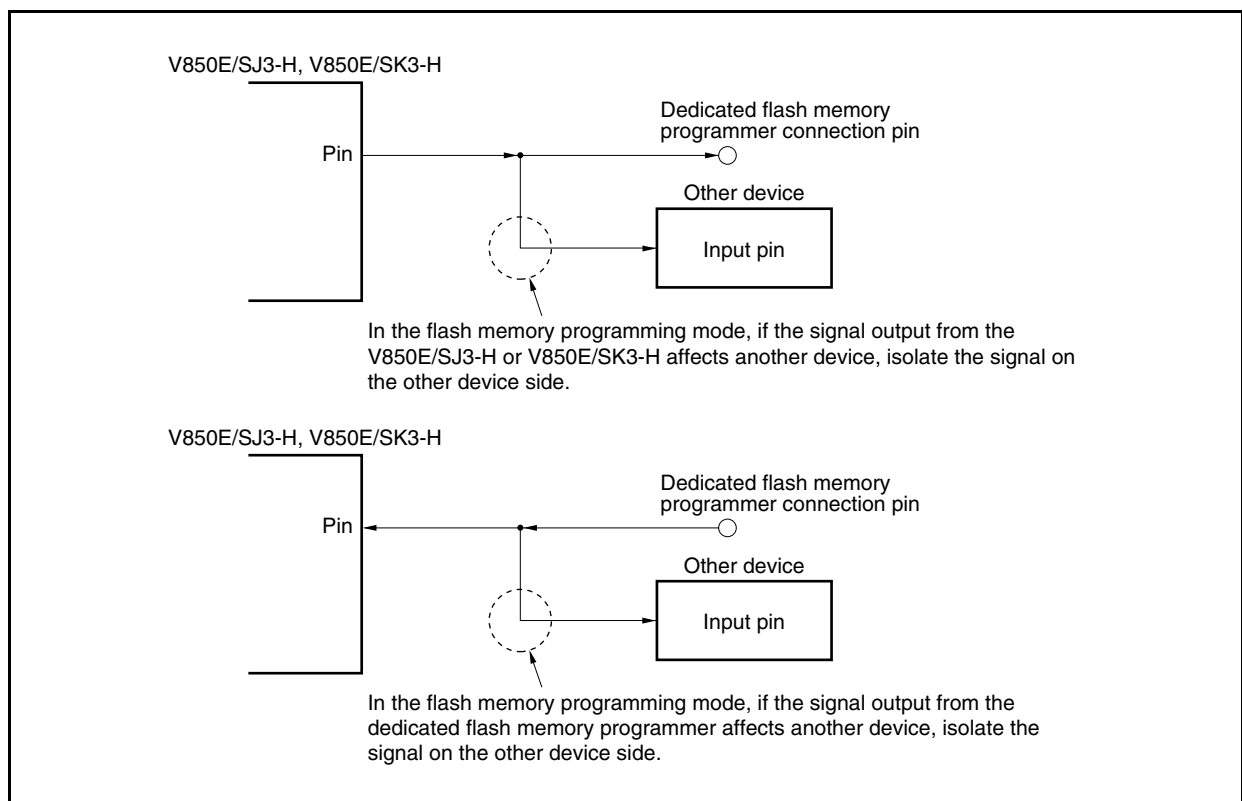 V850E/SJ3-H, V850E/SK3-H
Dedicated flash memory
programmer connection pin
Pin
Other device
Input pin
In the flash memory programming mode, if the signal output from the
V850E/SJ3-H or V850E/SK3-H affects another device, isolate the signal on
the other device side.
V850E/SJ3-H, V850E/SK3-H
Dedicated flash memory
programmer connection pin
Pin
Other device
Input pin
In the flash memory programming mode, if the signal output from the
dedicated flash memory programmer affects another device, isolate the
signal on the other device side.